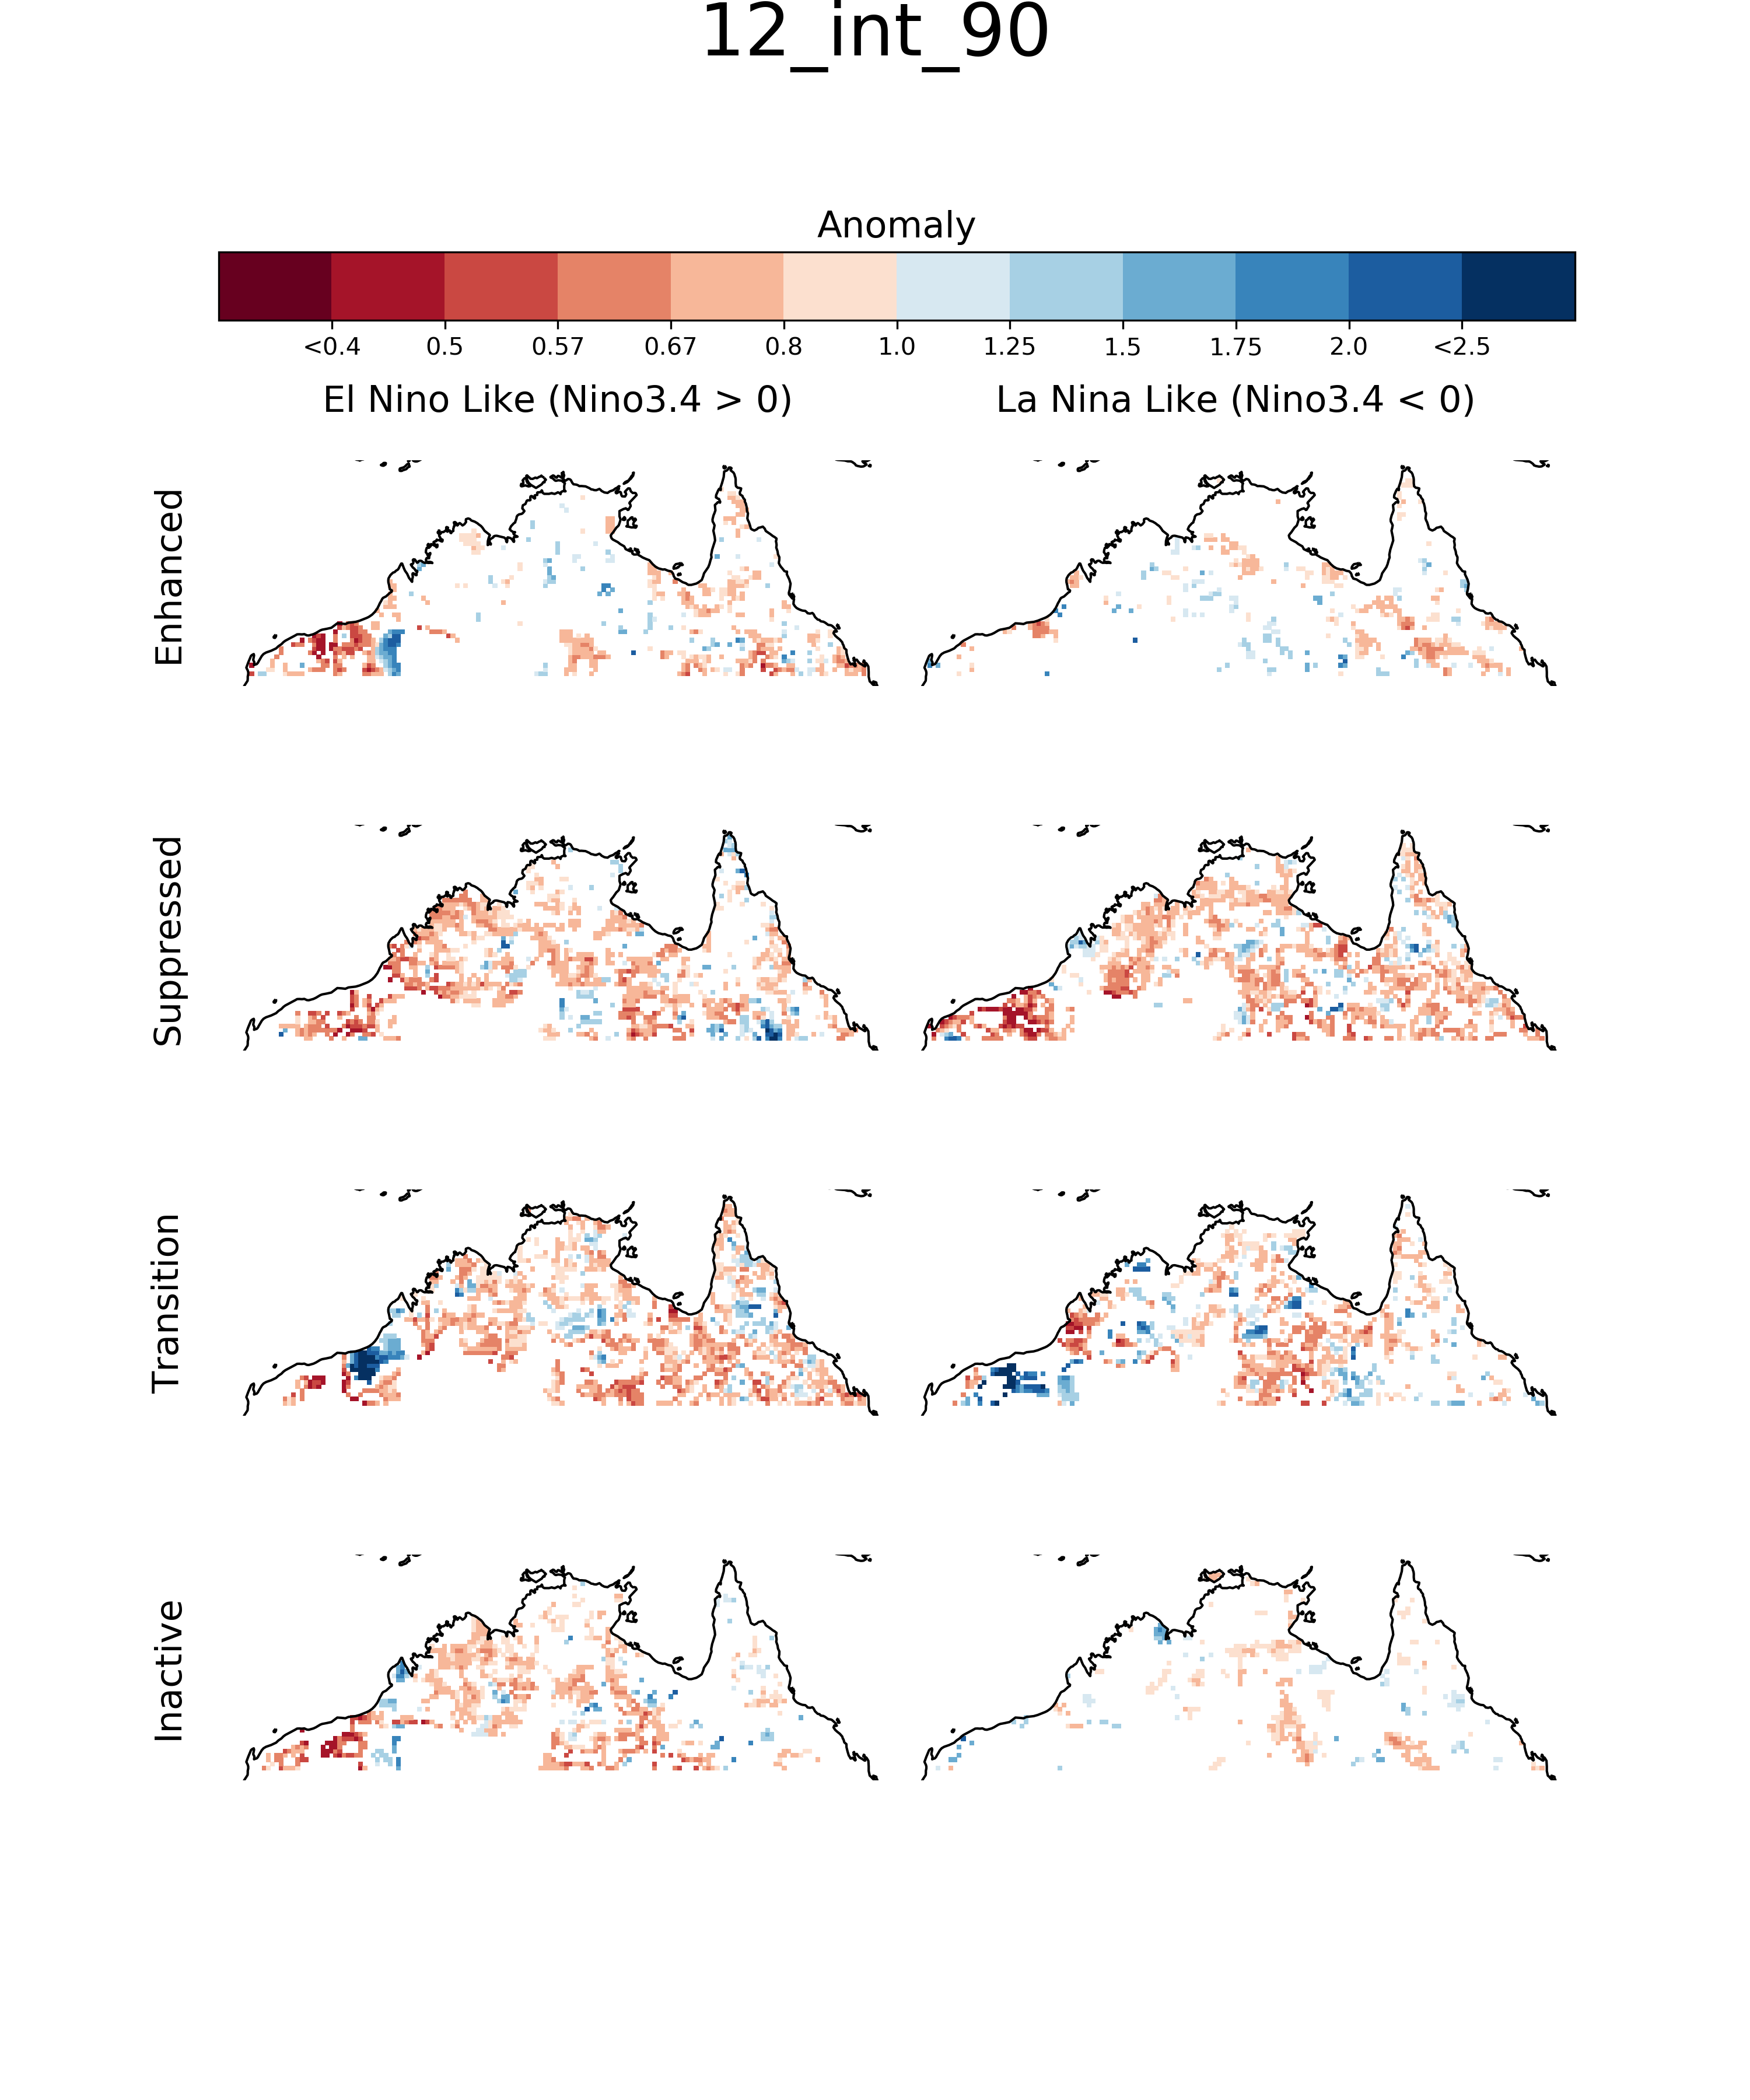 12_int_90
Anomaly
<0.4 0.5 0.57 0.67 0.8 1.0 1.25 1.5 1.75 2.0 <2.5
El Nino Like (Nino3.4 > 0) La Nina Like (Nino3.4 < 0)
Enhanced
Suppressed
Transition
Inactive